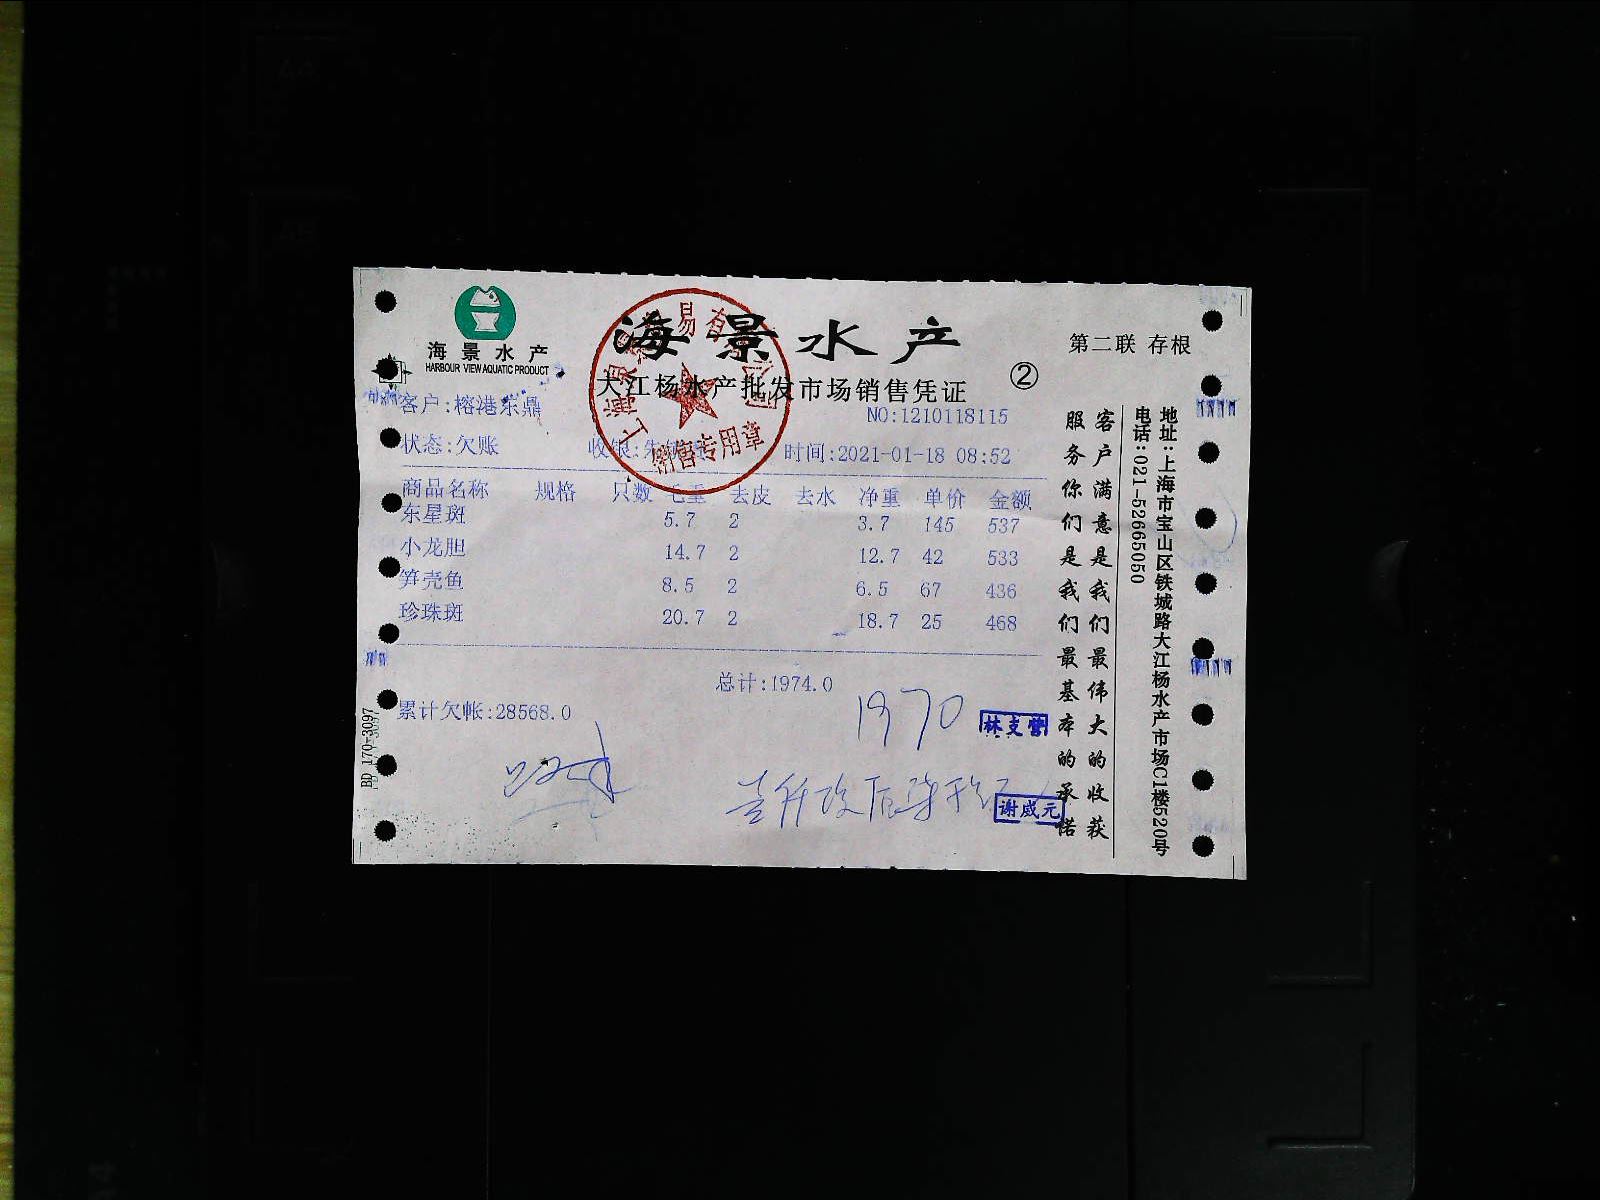 海景水产
HARBOUR VIEW AQUATIC PRODUCT
海景水产
第二联 存根
大江杨水产批发市场销售凭证
②
客户:榕港东鼎
NO:1210118115
状态:欠账 收银:朱 时间:2021-01-18 08:52
商品名称 规格 只数 毛重 去皮 去水 净重 单价 金额
东星斑 5.7 2 3.7 145 537
小龙胆 14.7 2 12.7 42 533
笋壳鱼 8.5 2 6.5 67 436
珍珠斑 20.7 2 18.7 25 468
总计:1974.0
累计欠帐:28568.0
1970
林支营
谢咸元
销售专用章
客户满意是我们最伟大的收获
服务你们是我们最基本的承诺
地址:上海市宝山区铁城路大江杨水产市场C1楼520号
电话:021-52665050
BD 170-3097